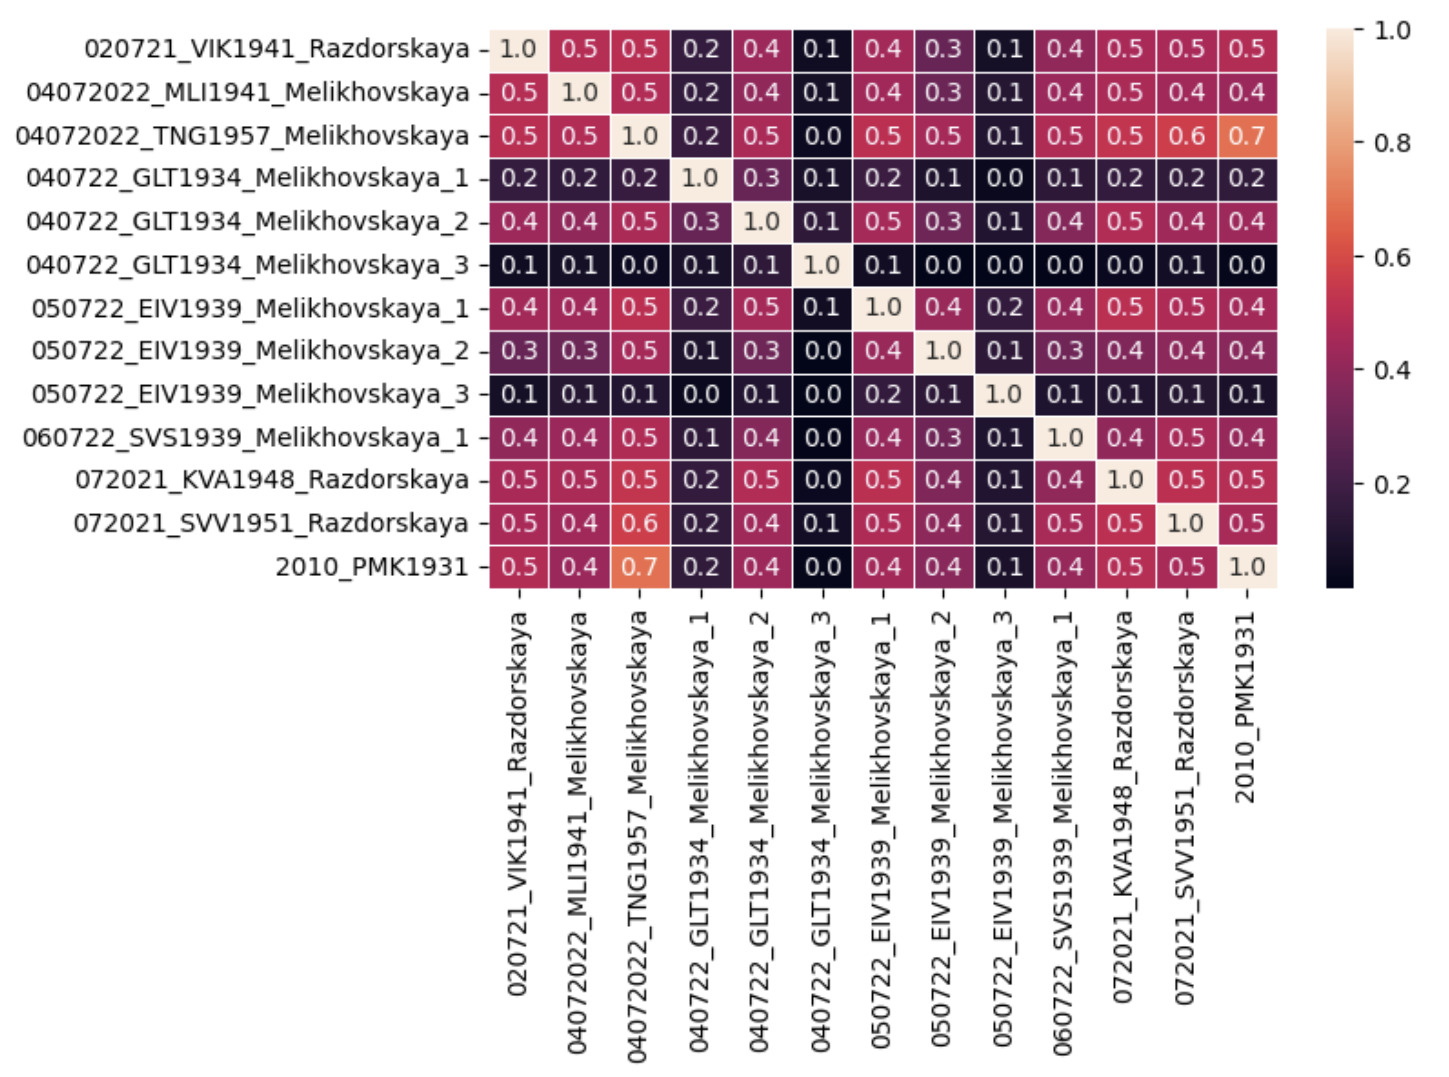 020721_VIK1941_Razdorskaya 1.0 0.5 0.5 0.2 0.4 0.1 0.4 0.3 0.1 0.4 0.5 0.5 0.5
04072022_MLI1941_Melikhovskaya 0.5 1.0 0.5 0.2 0.4 0.1 0.4 0.3 0.1 0.4 0.5 0.4 0.4
04072022_TNG1957_Melikhovskaya 0.5 0.5 1.0 0.2 0.5 0.0 0.5 0.5 0.1 0.5 0.5 0.6 0.7
040722_GLT1934_Melikhovskaya_1 0.2 0.2 0.2 1.0 0.3 0.1 0.2 0.1 0.0 0.1 0.2 0.2 0.2
040722_GLT1934_Melikhovskaya_2 0.4 0.4 0.5 0.3 1.0 0.1 0.5 0.3 0.1 0.4 0.5 0.4 0.4
040722_GLT1934_Melikhovskaya_3 0.1 0.1 0.0 0.1 0.1 1.0 0.1 0.0 0.0 0.0 0.0 0.1 0.0
050722_EIV1939_Melikhovskaya_1 0.4 0.4 0.5 0.2 0.5 0.1 1.0 0.4 0.2 0.4 0.5 0.5 0.4
050722_EIV1939_Melikhovskaya_2 0.3 0.3 0.5 0.1 0.3 0.0 0.4 1.0 0.1 0.3 0.4 0.4 0.4
050722_EIV1939_Melikhovskaya_3 0.1 0.1 0.1 0.0 0.1 0.0 0.2 0.1 1.0 0.1 0.1 0.1 0.1
060722_SVS1939_Melikhovskaya_1 0.4 0.4 0.5 0.1 0.4 0.0 0.4 0.3 0.1 1.0 0.4 0.5 0.4
072021_KVA1948_Razdorskaya 0.5 0.5 0.5 0.2 0.5 0.0 0.5 0.4 0.1 0.4 1.0 0.5 0.5
072021_SVV1951_Razdorskaya 0.5 0.4 0.6 0.2 0.4 0.1 0.5 0.4 0.1 0.5 0.5 1.0 0.5
2010_PMK1931 0.5 0.4 0.7 0.2 0.4 0.0 0.4 0.4 0.1 0.4 0.5 0.5 1.0
020721_VIK1941_Razdorskaya
04072022_MLI1941_Melikhovskaya
04072022_TNG1957_Melikhovskaya
040722_GLT1934_Melikhovskaya_1
040722_GLT1934_Melikhovskaya_2
040722_GLT1934_Melikhovskaya_3
050722_EIV1939_Melikhovskaya_1
050722_EIV1939_Melikhovskaya_2
050722_EIV1939_Melikhovskaya_3
060722_SVS1939_Melikhovskaya_1
072021_KVA1948_Razdorskaya
072021_SVV1951_Razdorskaya
2010_PMK1931
1.0
0.8
0.6
0.4
0.2